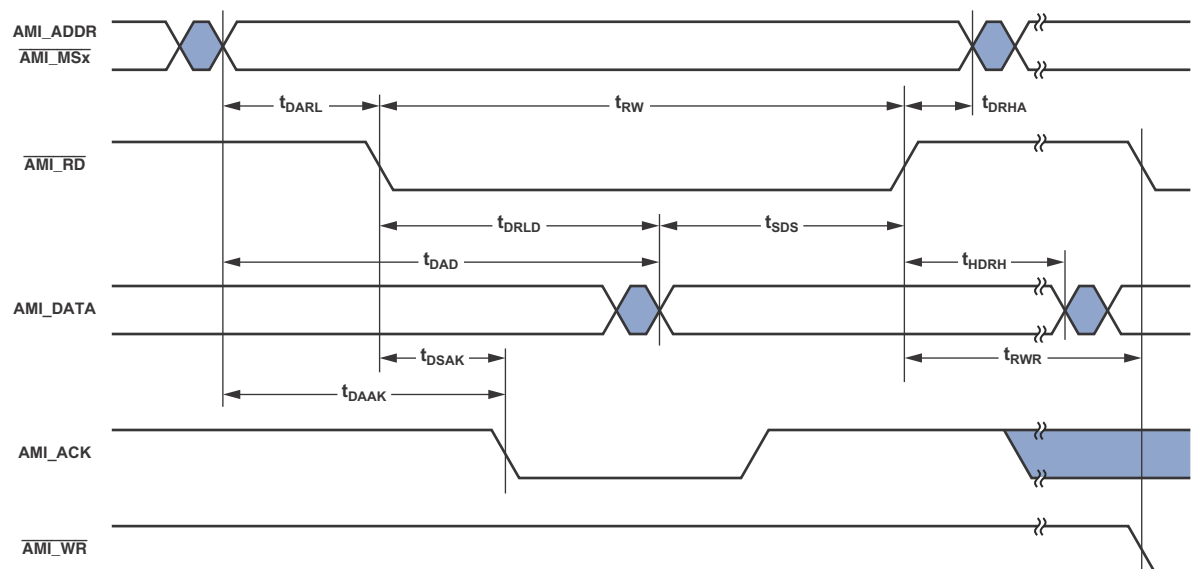 AMI_ADDR
AMI_MSx
tDARL
tRW
tDRHA
AMI_RD
tDRLD
tSDS
tDAD
tHDRH
AMI_DATA
tDSAK
tRWR
tDAAK
AMI_ACK
AMI_WR